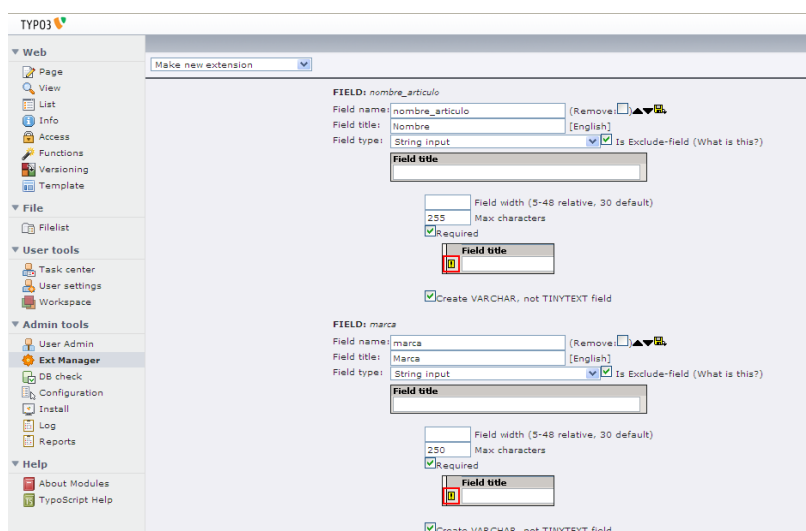 TYPO3
Web
Page
View
List
Info
Access
Functions
Versioning
Template
File
Filelist
User tools
Task center
User settings
Workspace
Admin tools
User Admin
Ext Manager
DB check
Configuration
Install
Log
Reports
Help
About Modules
TypoScript Help
Make new extension
FIELD: nombre_articulo
Field name: nombre_articulo (Remove: )
Field title: Nombre [English]
Field type: String input Is Exclude-field (What is this?)
Field title
Field width (5-48 relative, 30 default)
255 Max characters
Required
Field title
Create VARCHAR, not TINYTEXT field
FIELD: marca
Field name: marca (Remove: )
Field title: Marca [English]
Field type: String input Is Exclude-field (What is this?)
Field title
Field width (5-48 relative, 30 default)
250 Max characters
Required
Field title
Create VARCHAR, not TINYTEXT field